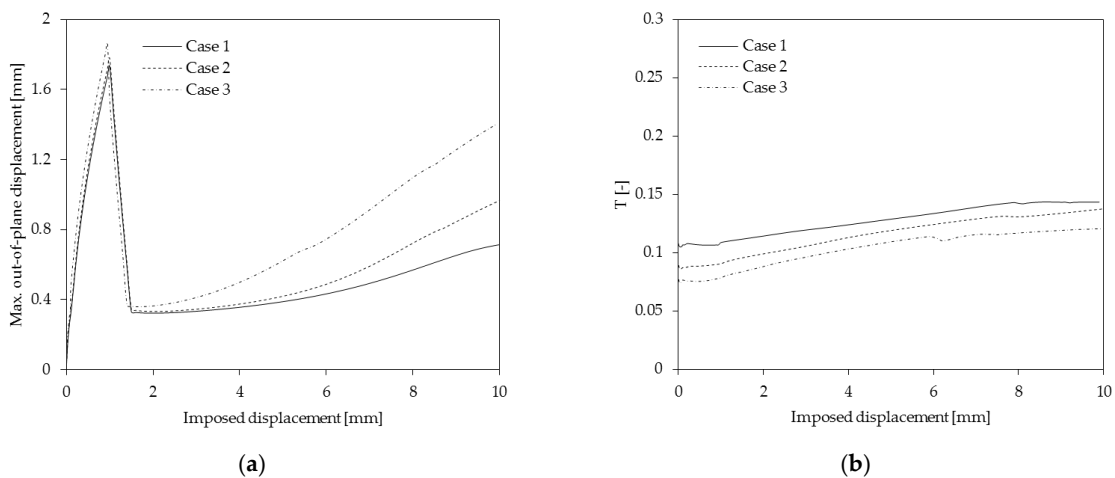 2
1.6
1.2
0.8
0.4
0
Max. out-of-plane displacement [mm]
Case 1
Case 2
Case 3
0 2 4 6 8 10
Imposed displacement [mm]
(a)
0.3
0.25
0.2
0.15
0.1
0.05
0
T [-]
Case 1
Case 2
Case 3
0 2 4 6 8 10
Imposed displacement [mm]
(b)